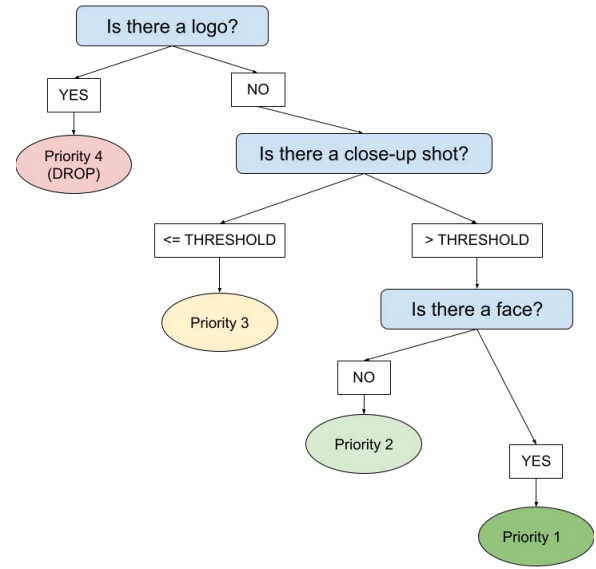 Is there a logo?
YES
NO
Priority 4
(DROP)
Is there a close-up shot?
<= THRESHOLD
> THRESHOLD
Priority 3
Is there a face?
NO
Priority 2
YES
Priority 1